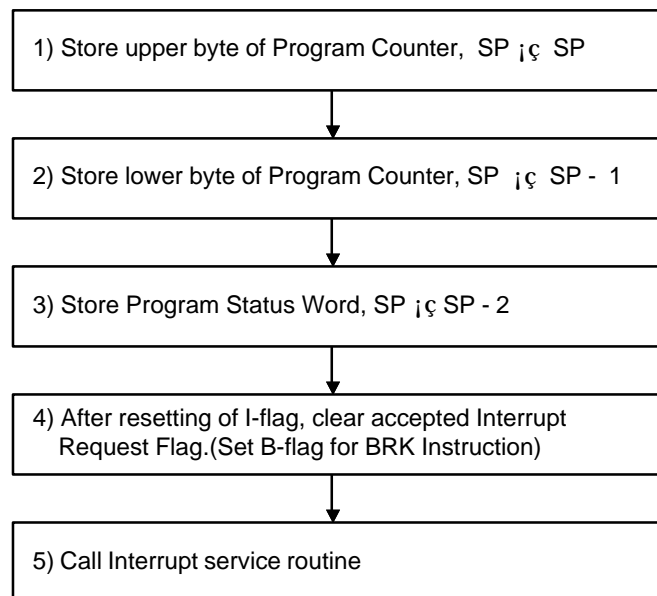 1) Store upper byte of Program Counter, SP ¡ç SP
2) Store lower byte of Program Counter, SP ¡ç SP - 1
3) Store Program Status Word, SP ¡ç SP - 2
4) After resetting of I-flag, clear accepted Interrupt
Request Flag.(Set B-flag for BRK Instruction)
5) Call Interrupt service routine